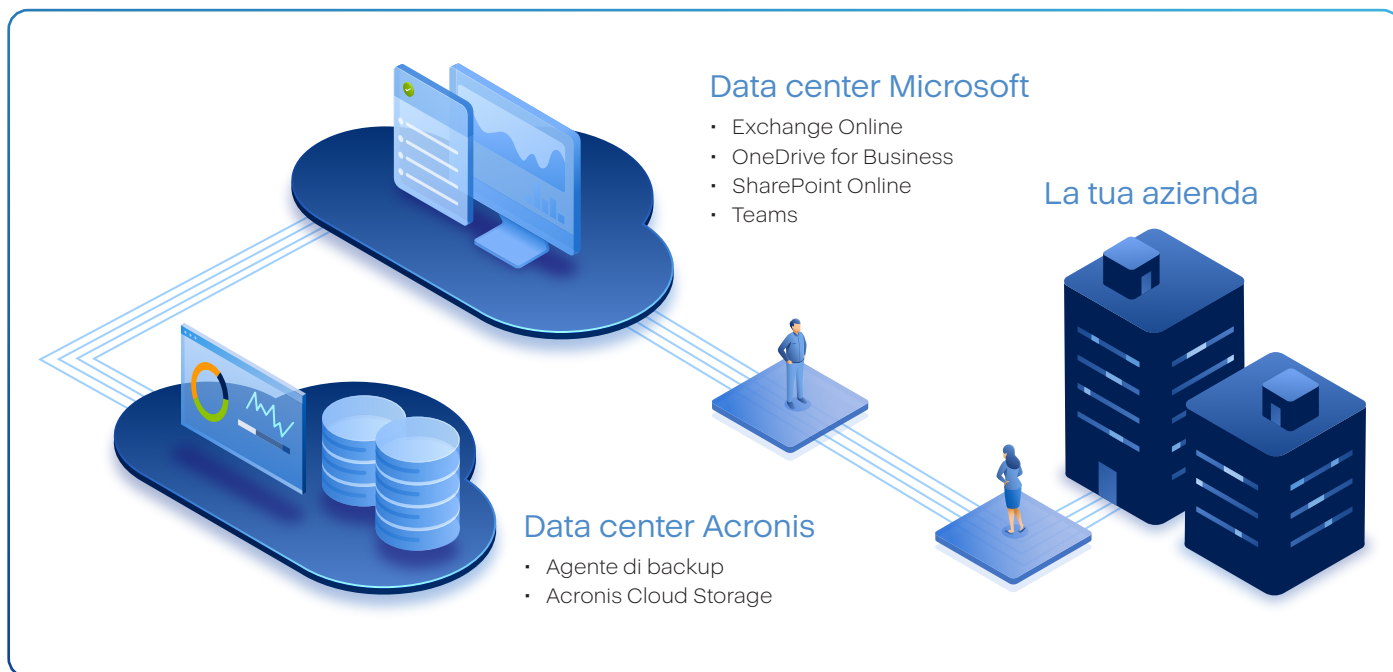 Data center Microsoft
• Exchange Online
• OneDrive for Business
• SharePoint Online
• Teams
La tua azienda
Data center Acronis
• Agente di backup
• Acronis Cloud Storage